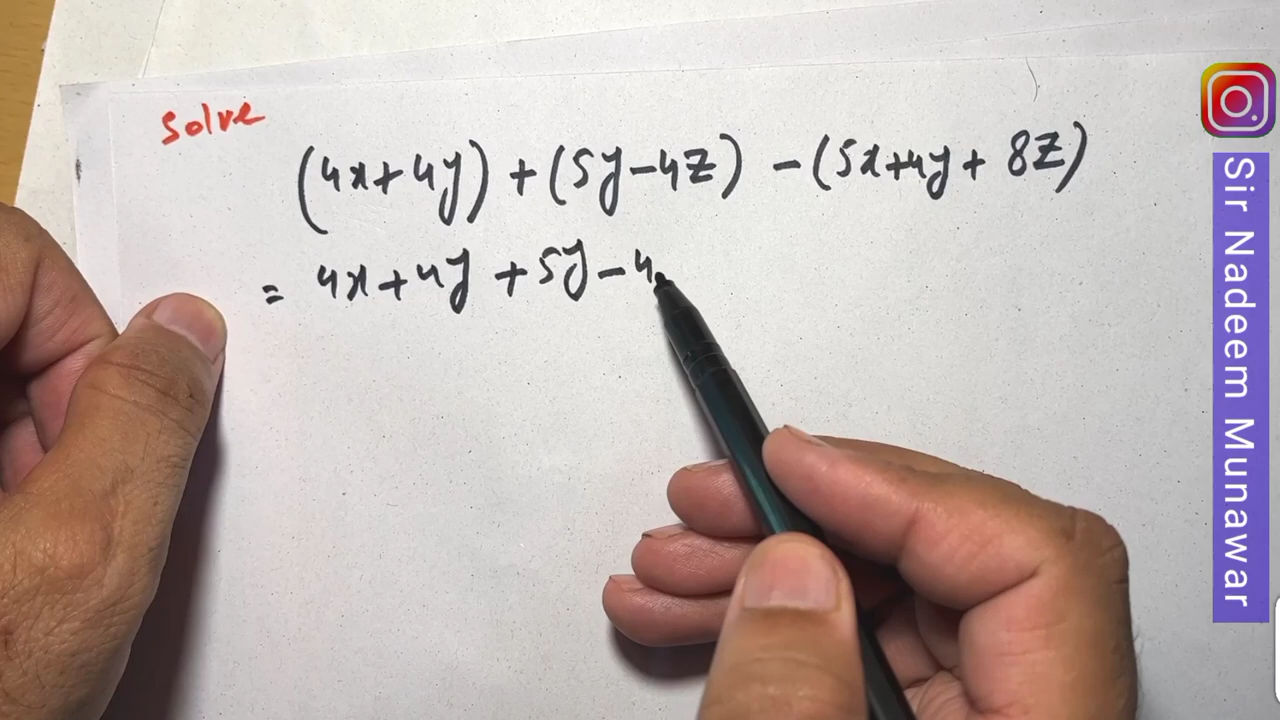 Solve
(4x+4y) + (5y-4z) - (5x+4y+ 8z)
= 4x+4y +5y-4
Sir Nadeem Munawar